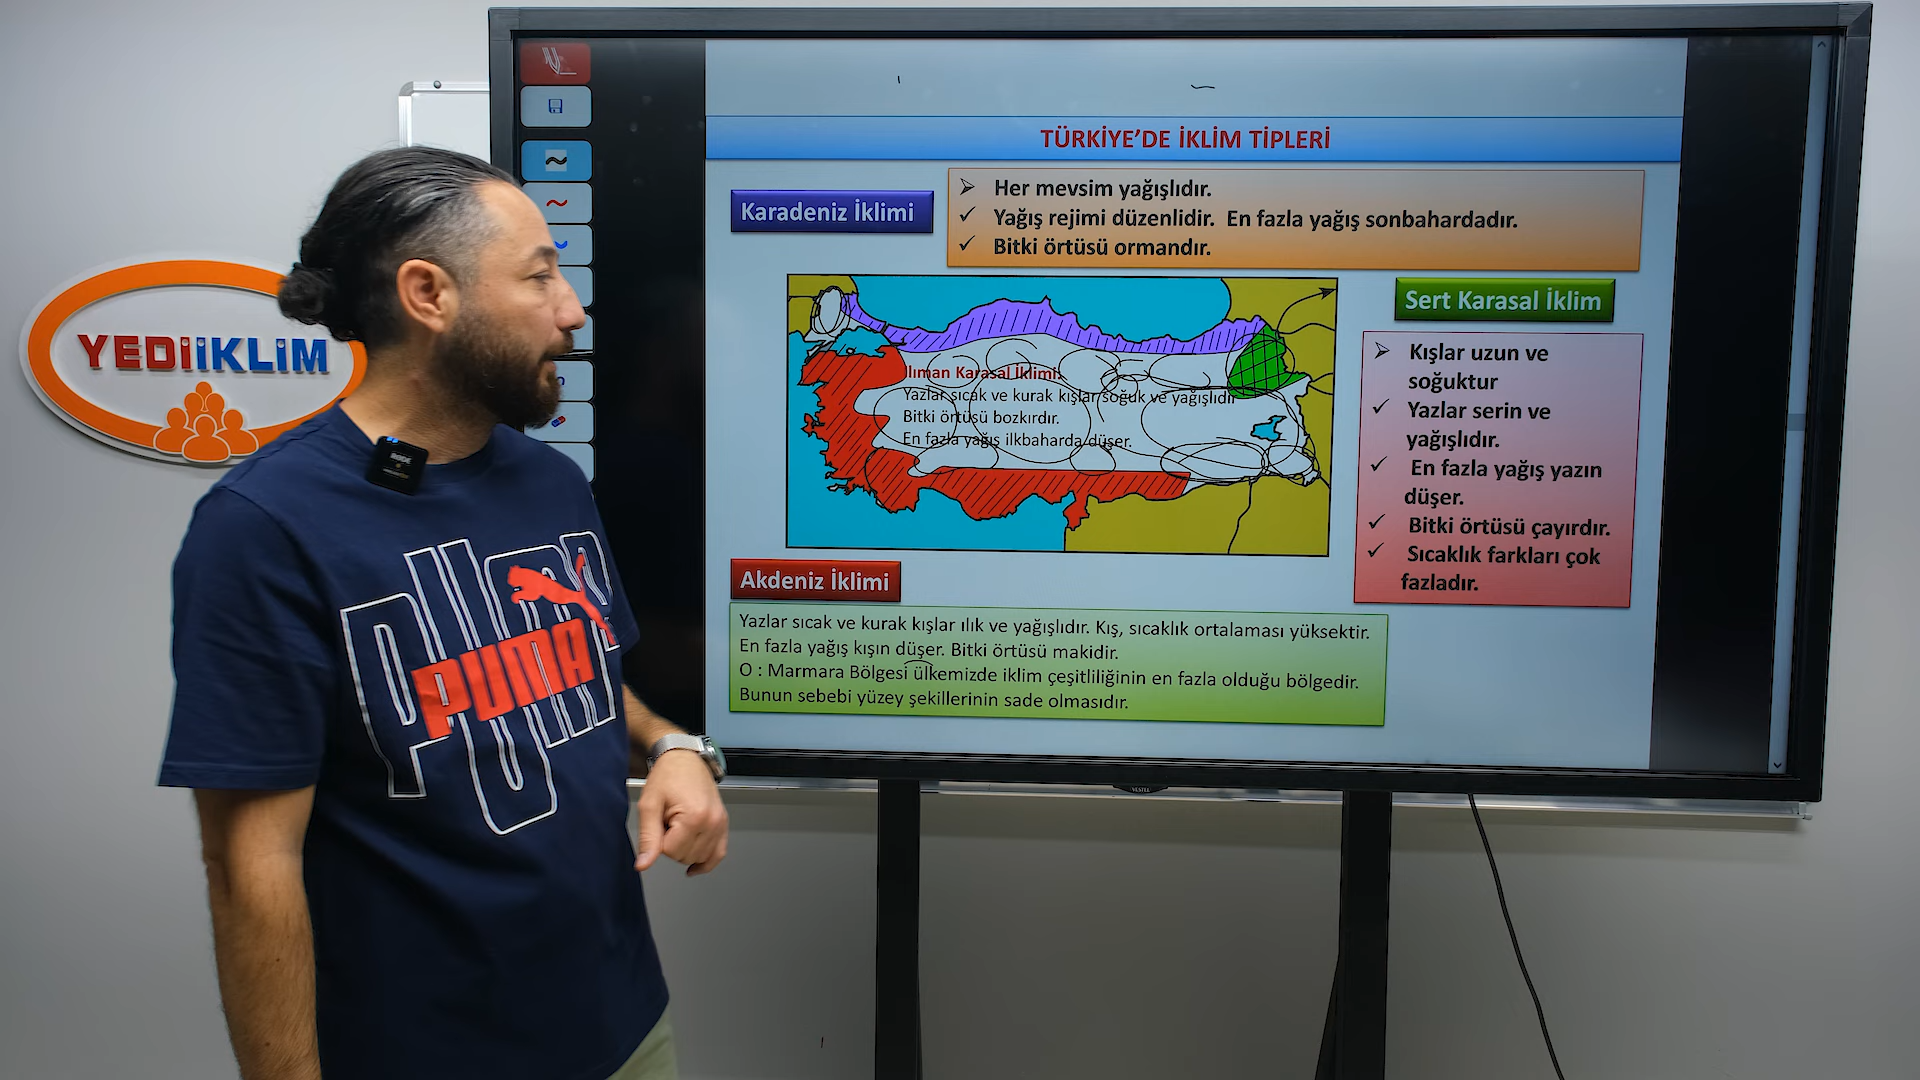 YEDİİKLİM
RODE
PUMA
PUMA
TÜRKİYE'DE İKLİM TİPLERİ
Karadeniz İklimi
➢ Her mevsim yağışlıdır.
✓ Yağış rejimi düzenlidir. En fazla yağış sonbahardadır.
✓ Bitki örtüsü ormandır.
Ilıman Karasal İklimi:
Yazlar sıcak ve kurak kışlar soğuk ve yağışlıdır
Bitki örtüsü bozkırdır.
En fazla yağış ilkbaharda düşer.
Sert Karasal İklim
➢ Kışlar uzun ve
soğuktur
✓ Yazlar serin ve
yağışlıdır.
✓ En fazla yağış yazın
düşer.
✓ Bitki örtüsü çayırdır.
✓ Sıcaklık farkları çok
fazladır.
Akdeniz İklimi
Yazlar sıcak ve kurak kışlar ılık ve yağışlıdır. Kış, sıcaklık ortalaması yüksektir.
En fazla yağış kışın düşer. Bitki örtüsü makidir.
O : Marmara Bölgesi ülkemizde iklim çeşitliliğinin en fazla olduğu bölgedir.
Bunun sebebi yüzey şekillerinin sade olmasıdır.
VESTEL